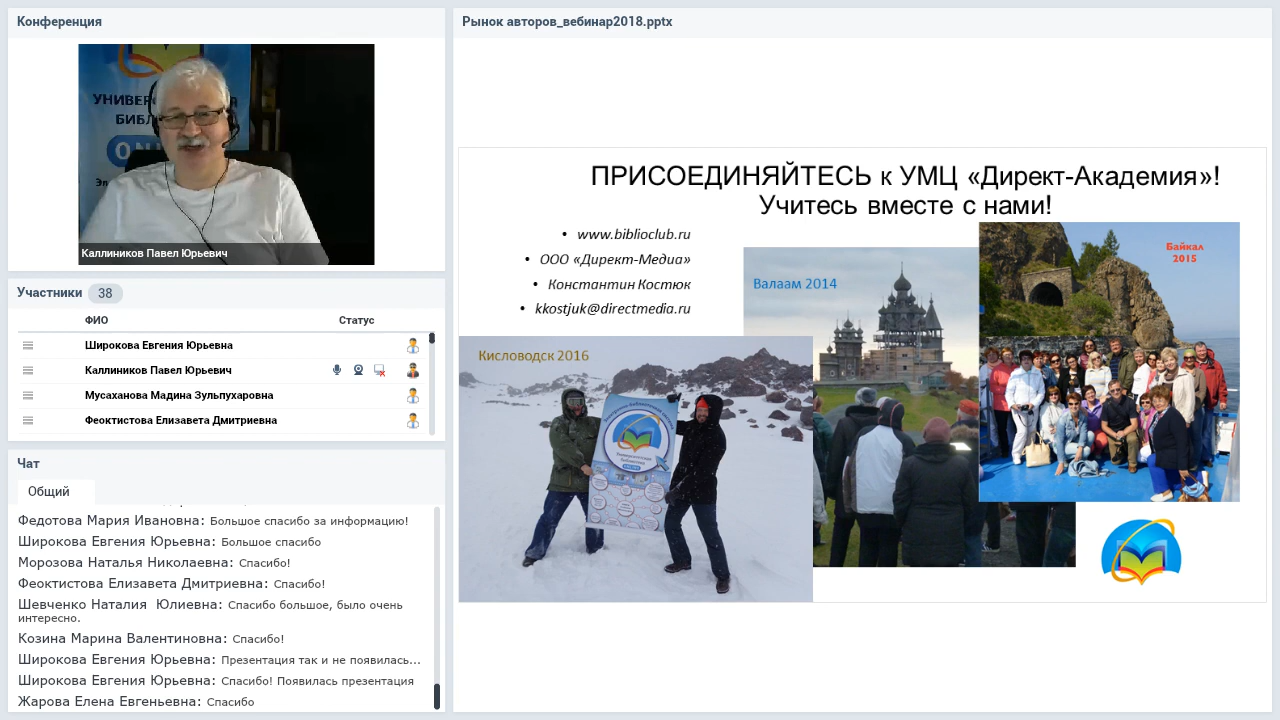 Конференция
УНИВЕР
БИБЛ
ONL
Каллиников Павел Юрьевич
Участники 38
ФИО Статус
Широкова Евгения Юрьевна
Каллиников Павел Юрьевич
Мусаханова Мадина Зульпухаровна
Феоктистова Елизавета Дмитриевна
Чат
Общий
Федотова Мария Ивановна: Большое спасибо за информацию!
Широкова Евгения Юрьевна: Большое спасибо
Морозова Наталья Николаевна: Спасибо!
Феоктистова Елизавета Дмитриевна: Спасибо!
Шевченко Наталия Юлиевна: Спасибо большое, было очень
интересно.
Козина Марина Валентиновна: Спасибо!
Широкова Евгения Юрьевна: Презентация так и не появилась...
Широкова Евгения Юрьевна: Спасибо! Появилась презентация
Жарова Елена Евгеньевна: Спасибо
Рынок авторов_вебинар2018.pptx
ПРИСОЕДИНЯЙТЕСЬ к УМЦ «Директ-Академия»!
Учитесь вместе с нами!
• www.biblioclub.ru
• ООО «Директ-Медиа»
• Константин Костюк
• kkostjuk@directmedia.ru
Валаам 2014
Байкал
2015
Кисловодск 2016